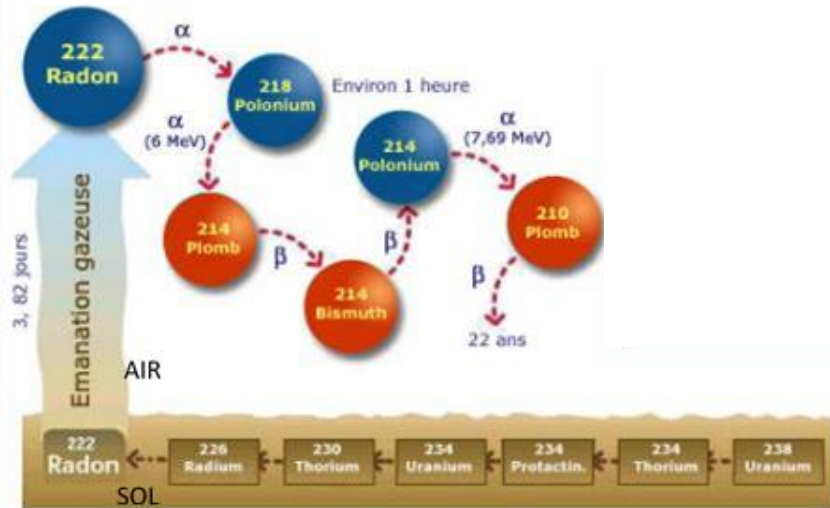 222
Radon
α
218
Polonium
Environ 1 heure
α
(6 MeV)
214
Polonium
α
(7,69 MeV)
214
Plomb
β
214
Bismuth
β
210
Plomb
β
22 ans
3, 82 jours
Emanation gazeuse
AIR
222
Radon
226
Radium
230
Thorium
234
Uranium
234
Protactin.
234
Thorium
238
Uranium
SOL